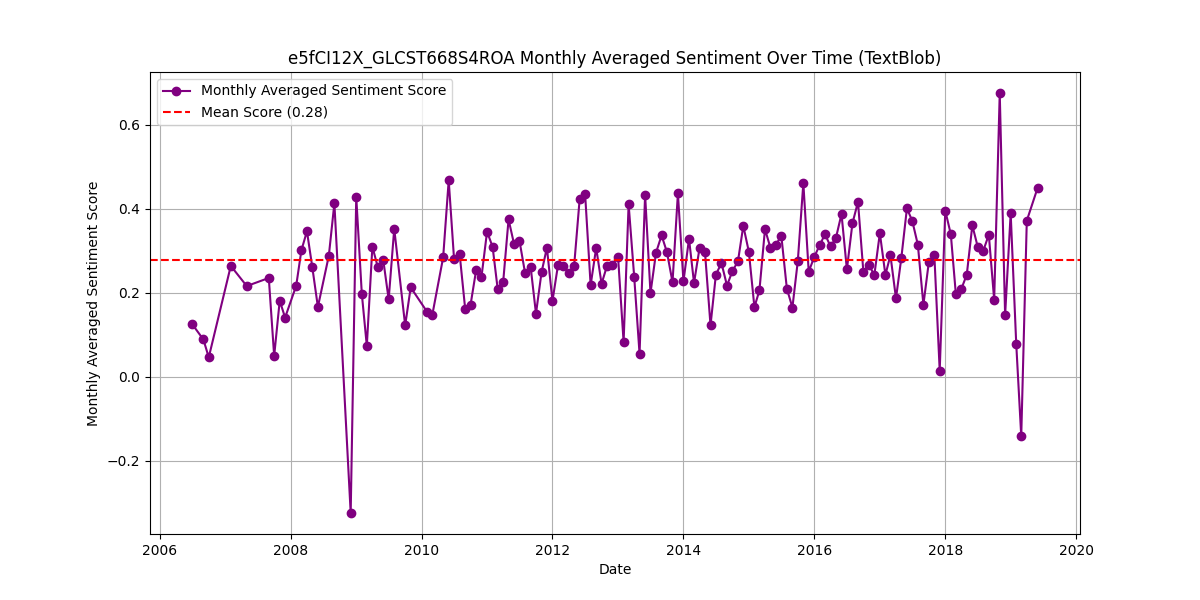 e5fCI12X_GLCST668S4ROA Monthly Averaged Sentiment Over Time (TextBlob)
Monthly Averaged Sentiment Score
Mean Score (0.28)
Monthly Averaged Sentiment Score
0.6
0.4
0.2
0.0
−0.2
2006 2008 2010 2012 2014 2016 2018 2020
Date